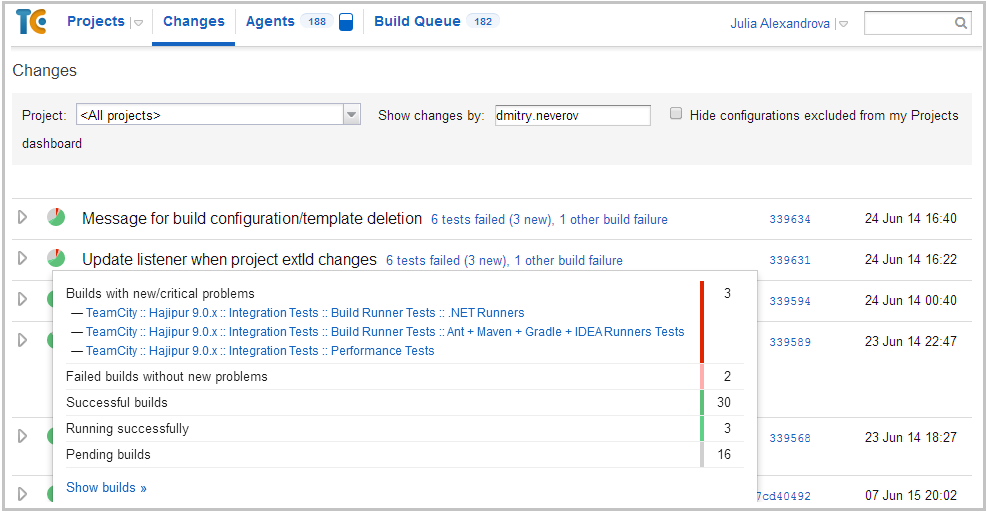 TC Projects Changes Agents 188 Build Queue 182 Julia Alexandrova
Changes
Project: <All projects> Show changes by: dmitry.neverov Hide configurations excluded from my Projects
dashboard
Message for build configuration/template deletion 6 tests failed (3 new), 1 other build failure 339634 24 Jun 14 16:40
Update listener when project extId changes 6 tests failed (3 new), 1 other build failure 339631 24 Jun 14 16:22
Builds with new/critical problems 3
339594 24 Jun 14 00:40
— TeamCity :: Hajipur 9.0.x :: Integration Tests :: Build Runner Tests :: .NET Runners
— TeamCity :: Hajipur 9.0.x :: Integration Tests :: Build Runner Tests :: Ant + Maven + Gradle + IDEA Runners Tests
339589 23 Jun 14 22:47
— TeamCity :: Hajipur 9.0.x :: Integration Tests :: Performance Tests
Failed builds without new problems 2
Successful builds 30
Running successfully 3
339568 23 Jun 14 18:27
Pending builds 16
Show builds »
7cd40492 07 Jun 15 20:02